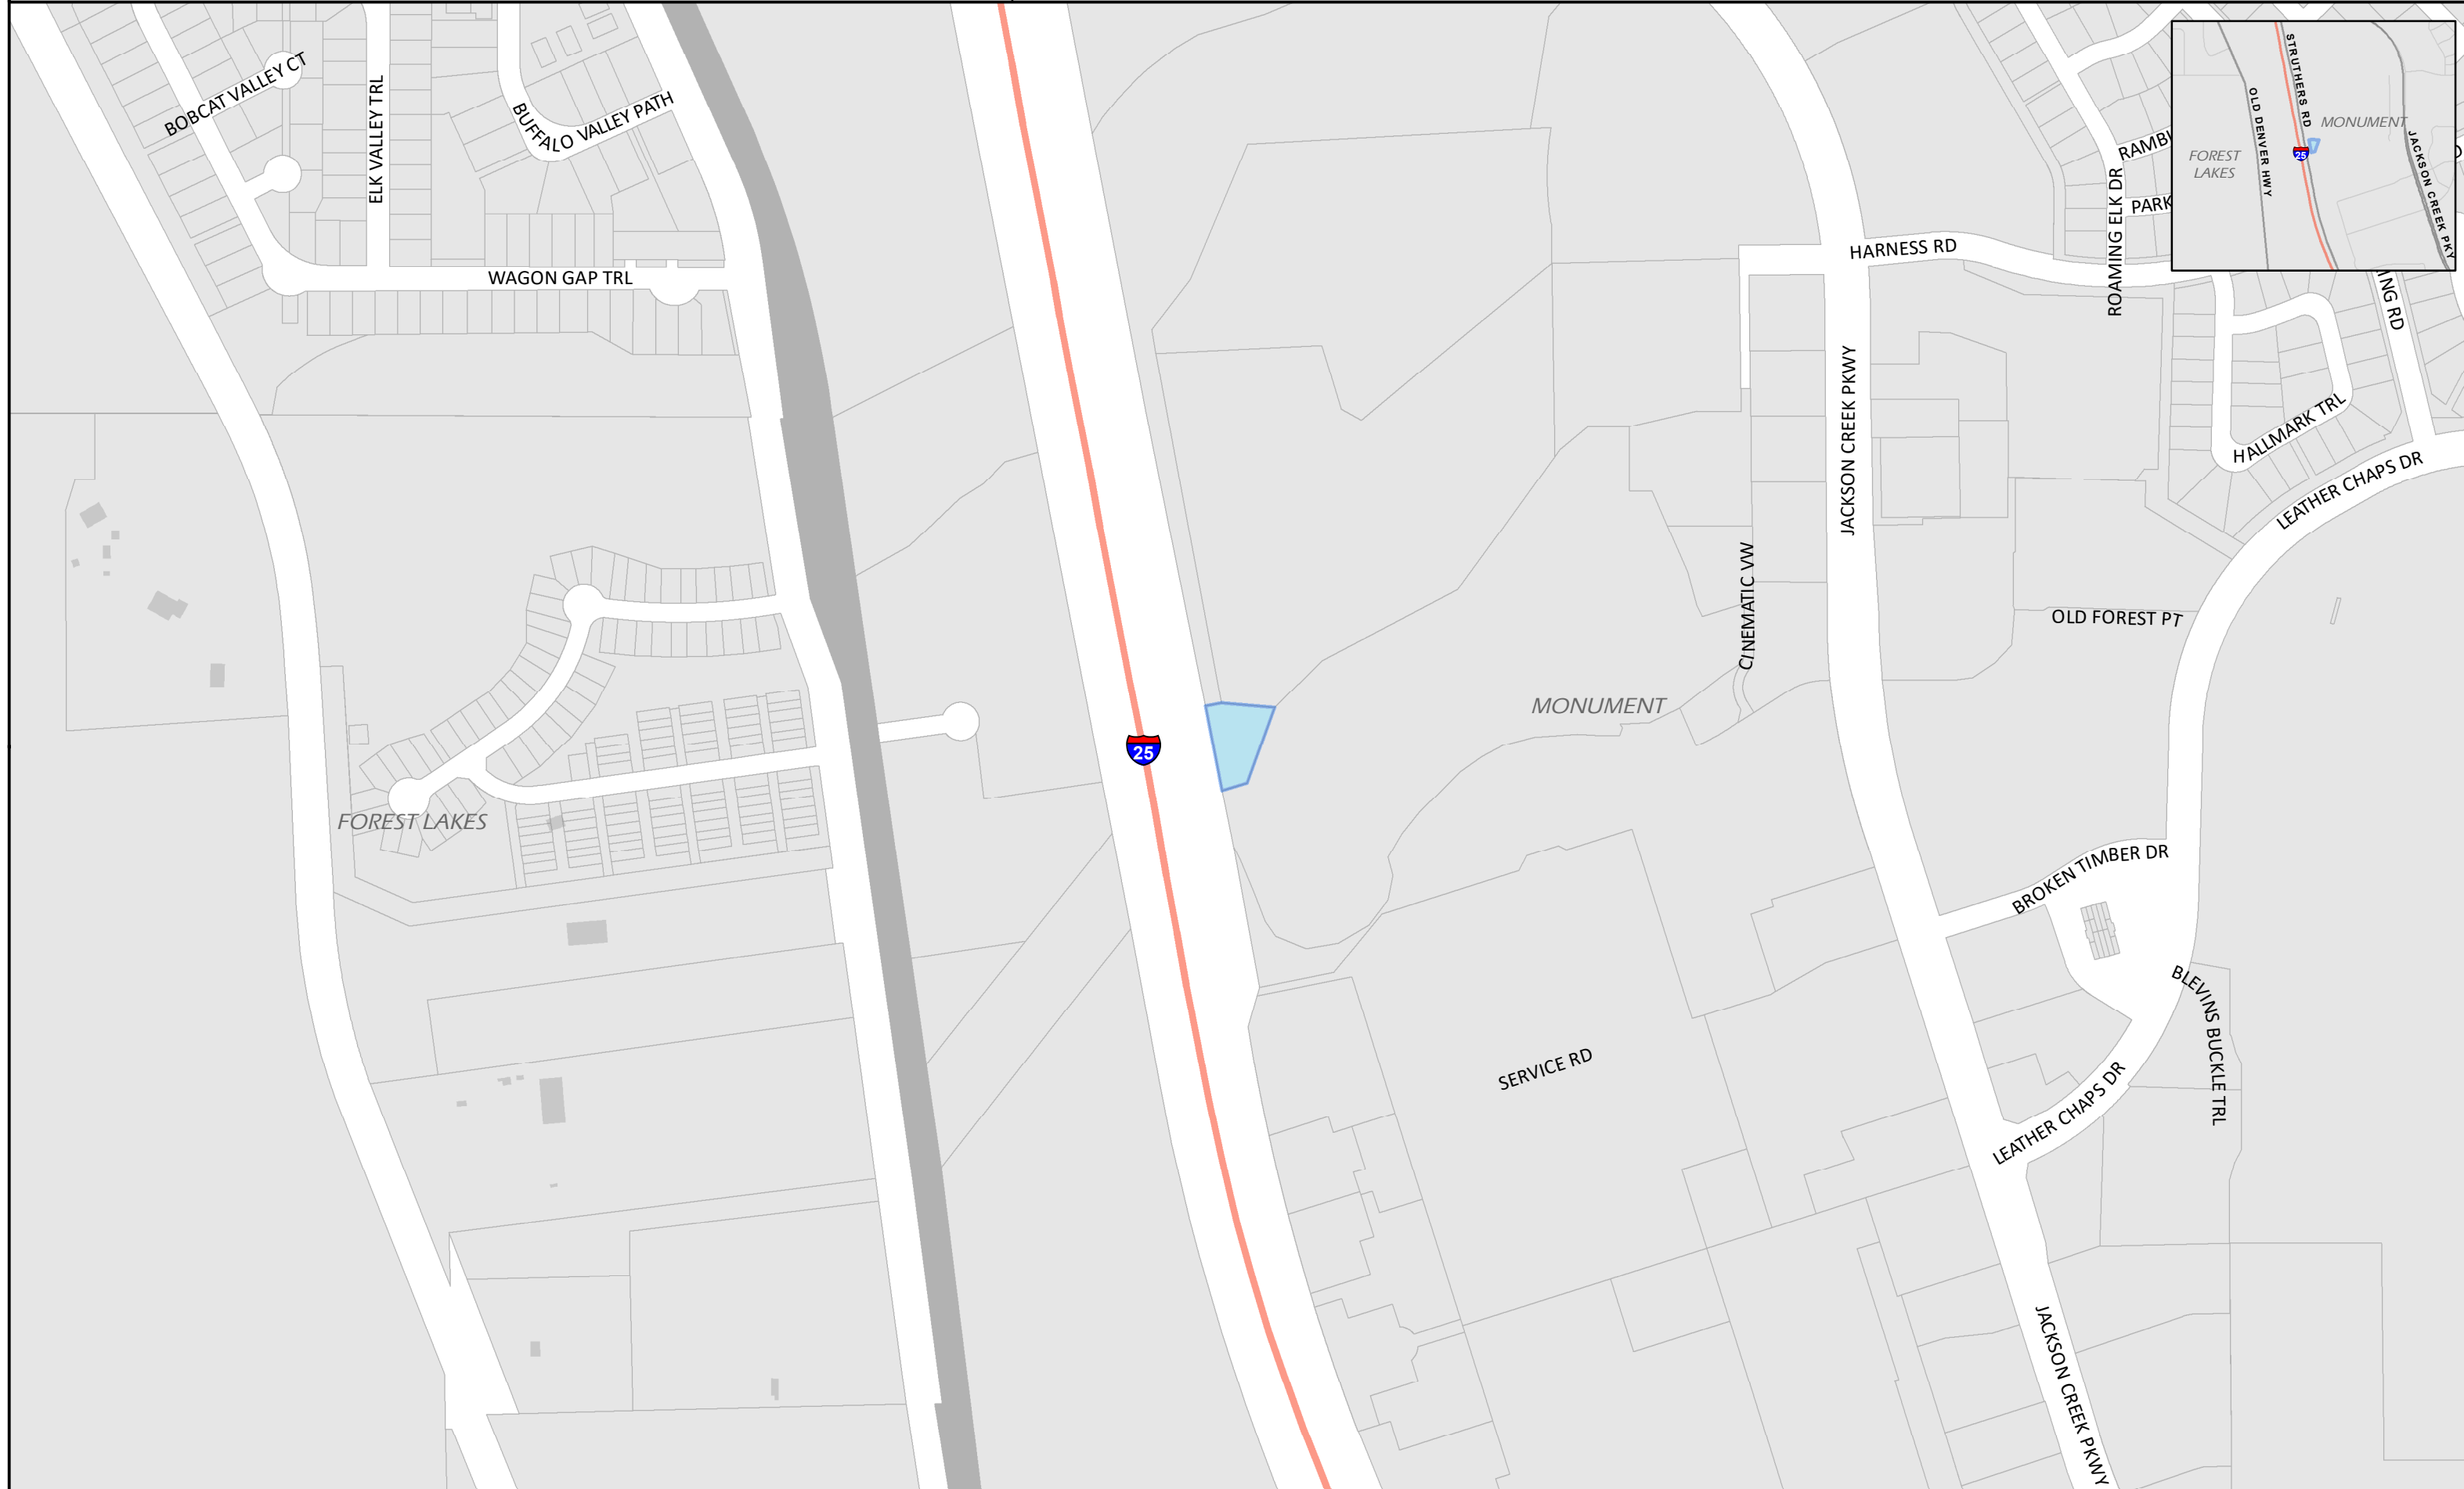 BOBCAT VALLEY CT
ELK VALLEY TRL
BUFFALO VALLEY PATH
WAGON GAP TRL
HARNESS RD
ROAMING ELK DR
PARK
HALLMARK TRL
LEATHER CHAPS DR
JACKSON CREEK PKWY
CINEMATIC VW
OLD FOREST PT
MONUMENT
25
FOREST LAKES
BROKEN TIMBER DR
BLEVINS BUCKLE TRL
SERVICE RD
LEATHER CHAPS DR
JACKSON CREEK PKWY
STRUTHERS RD
OLD DENVER HWY
MONUMENT
FOREST
LAKES
25
JACKSON CREEK PKY